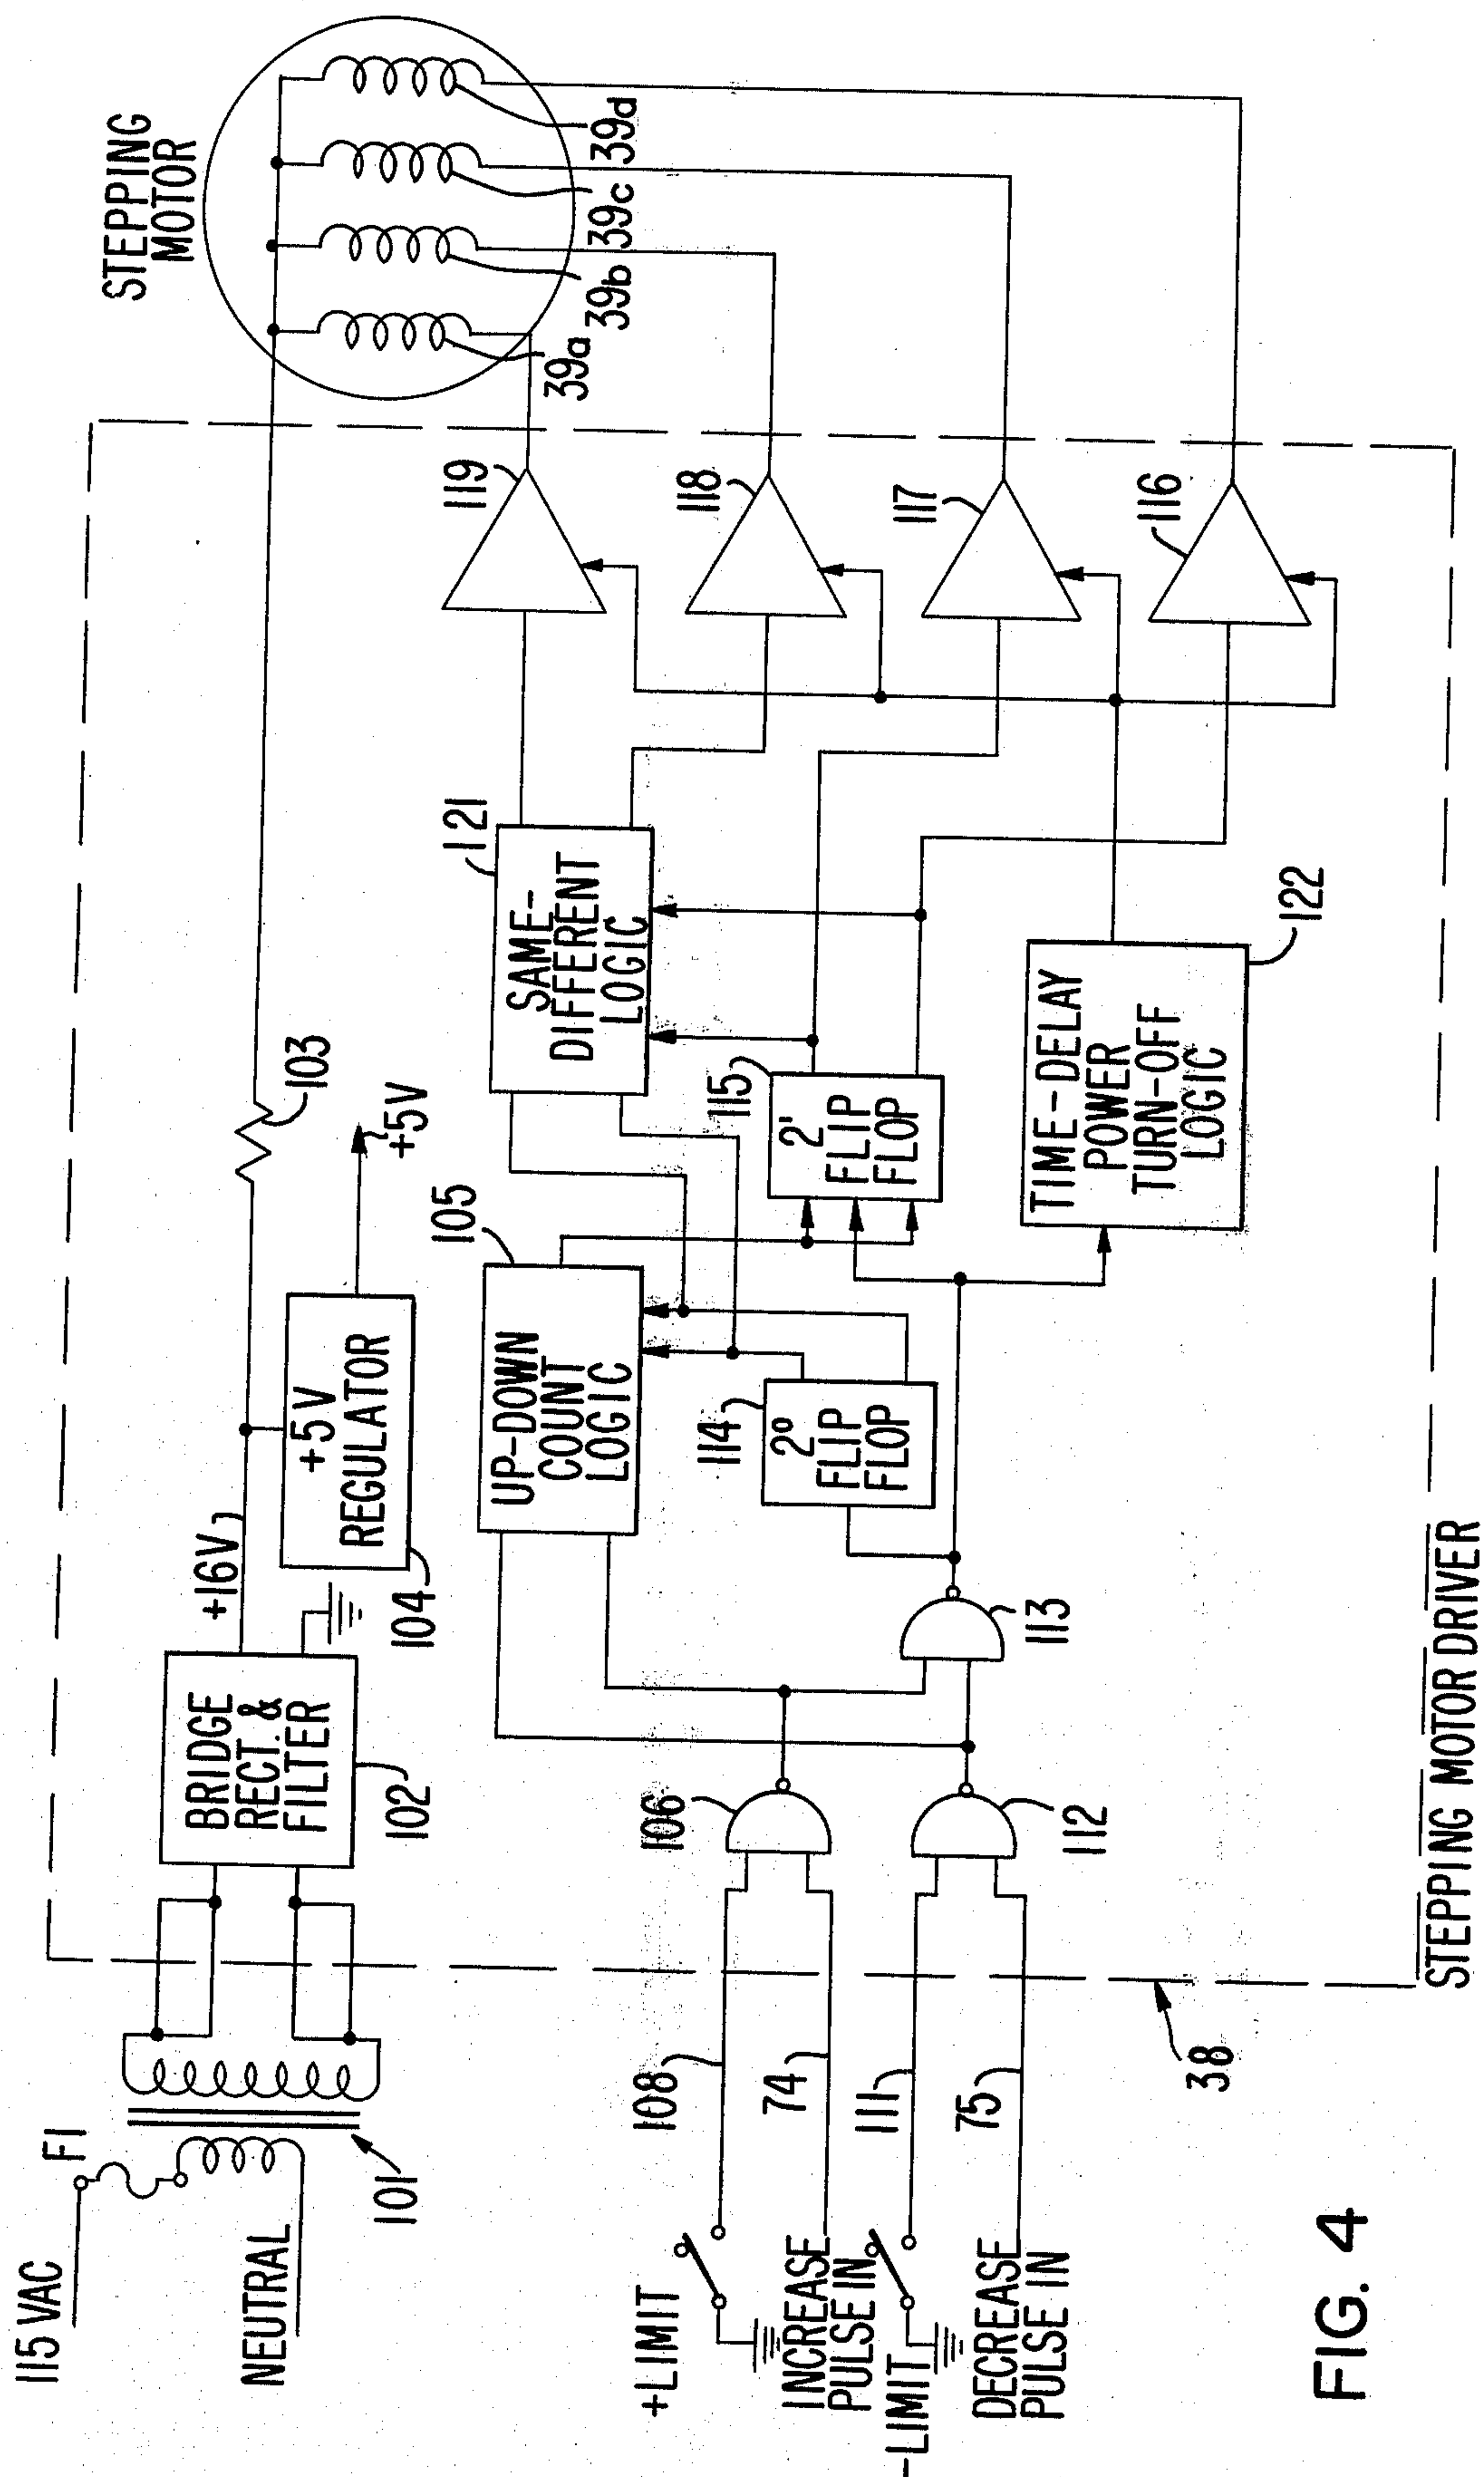 115 VAC
F1
NEUTRAL
101
BRIDGE
RECT. &
FILTER
102
+16V
+5V
REGULATOR
104
+5V
103
STEPPING
MOTOR
39a
39b
39c
39d
+LIMIT
108
INCREASE
PULSE IN
74
-LIMIT
111
DECREASE
PULSE IN
75
106
112
113
UP-DOWN
COUNT
LOGIC
105
2⁰
FLIP
FLOP
114
2'
FLIP
FLOP
115
SAME-
DIFFERENT
LOGIC
121
TIME-DELAY
POWER
TURN-OFF
LOGIC
122
119
118
117
116
38
STEPPING MOTOR DRIVER
FIG. 4